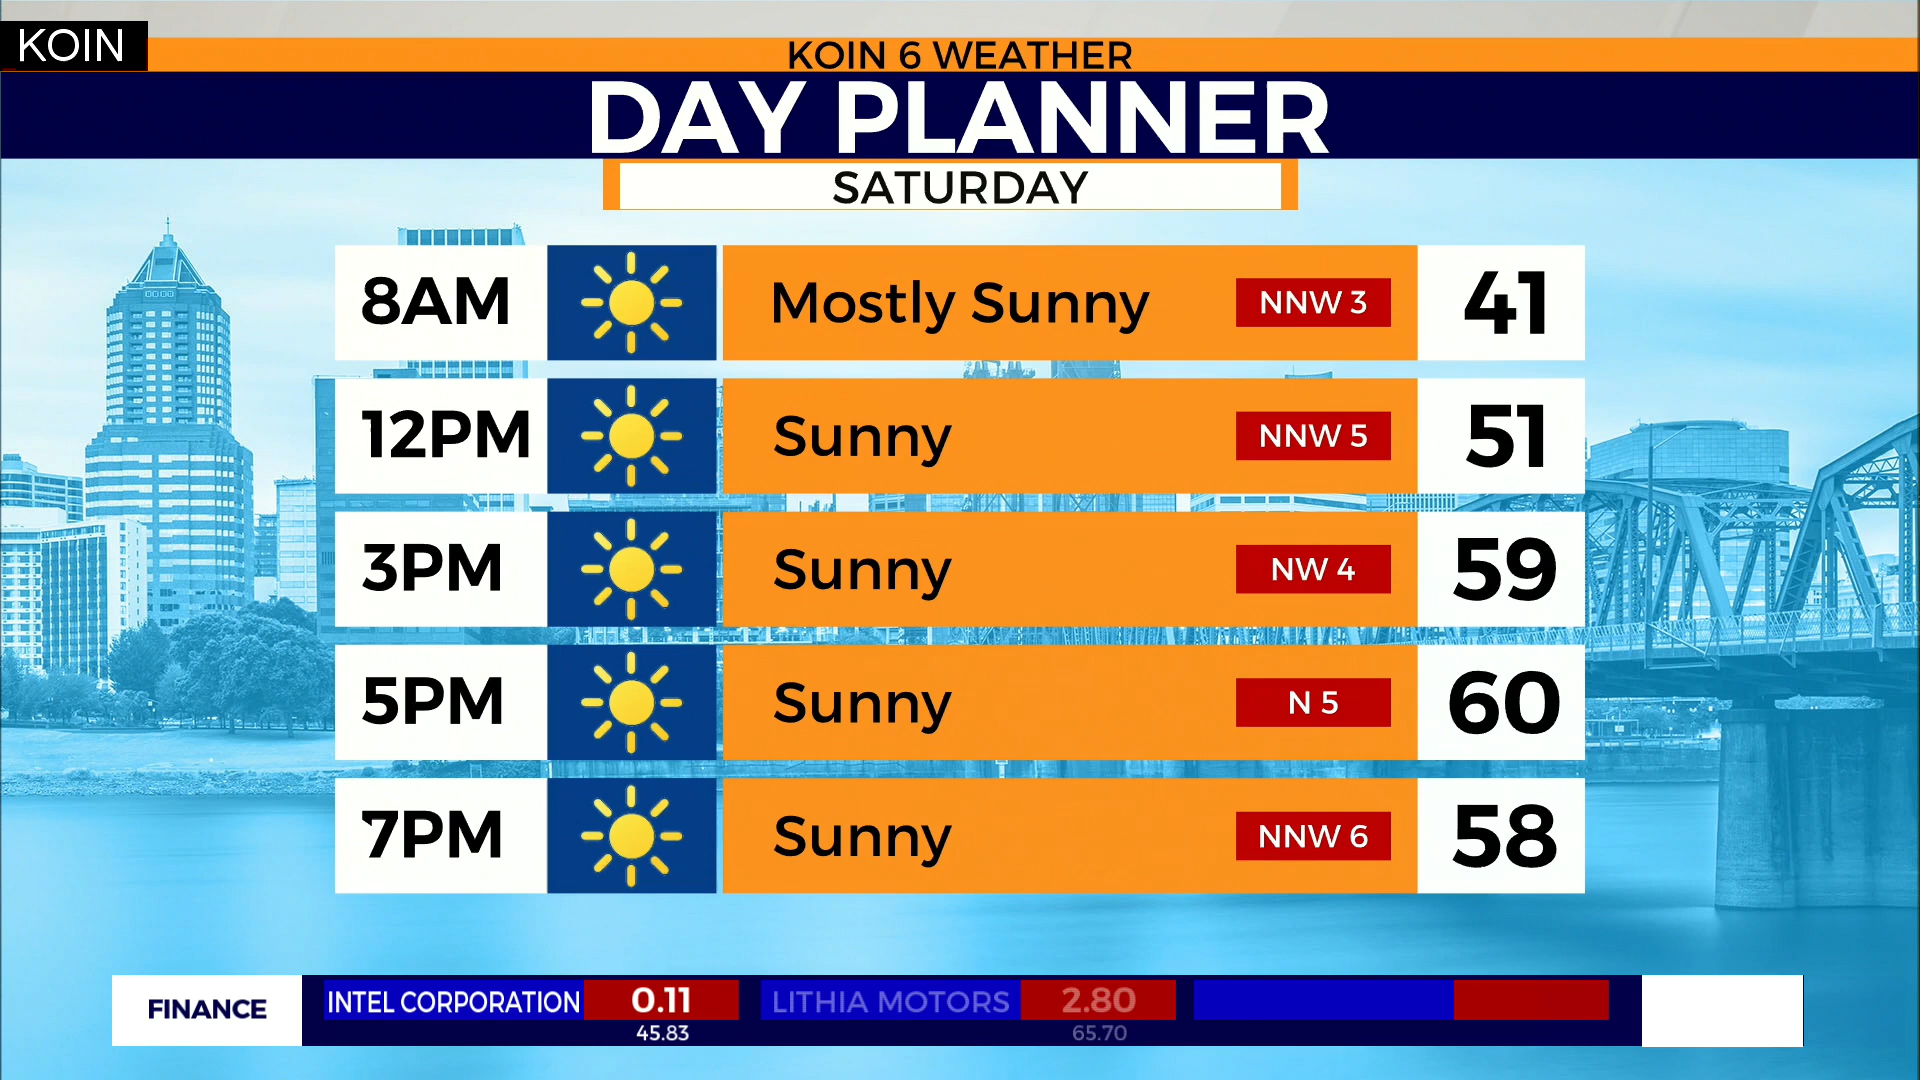 KOIN
KOIN 6 WEATHER
DAY PLANNER
SATURDAY
8AM Mostly Sunny NNW 3 41
12PM Sunny NNW 5 51
3PM Sunny NW 4 59
5PM Sunny N 5 60
7PM Sunny NNW 6 58
FINANCE INTEL CORPORATION 0.11 LITHIA MOTORS 2.80
45.83 65.70